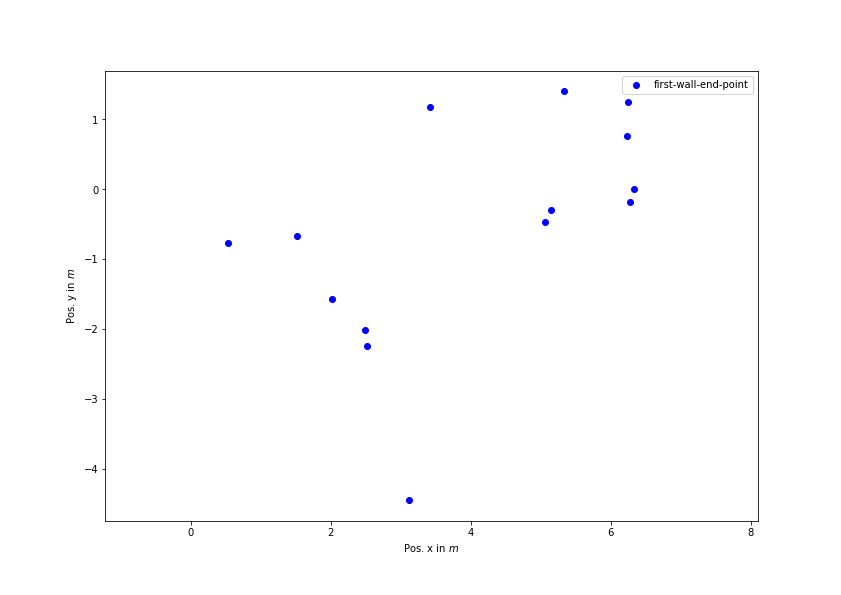 first-wall-end-point
1
0
−1
−2
−3
−4
Pos. y in m
0 2 4 6 8
Pos. x in m